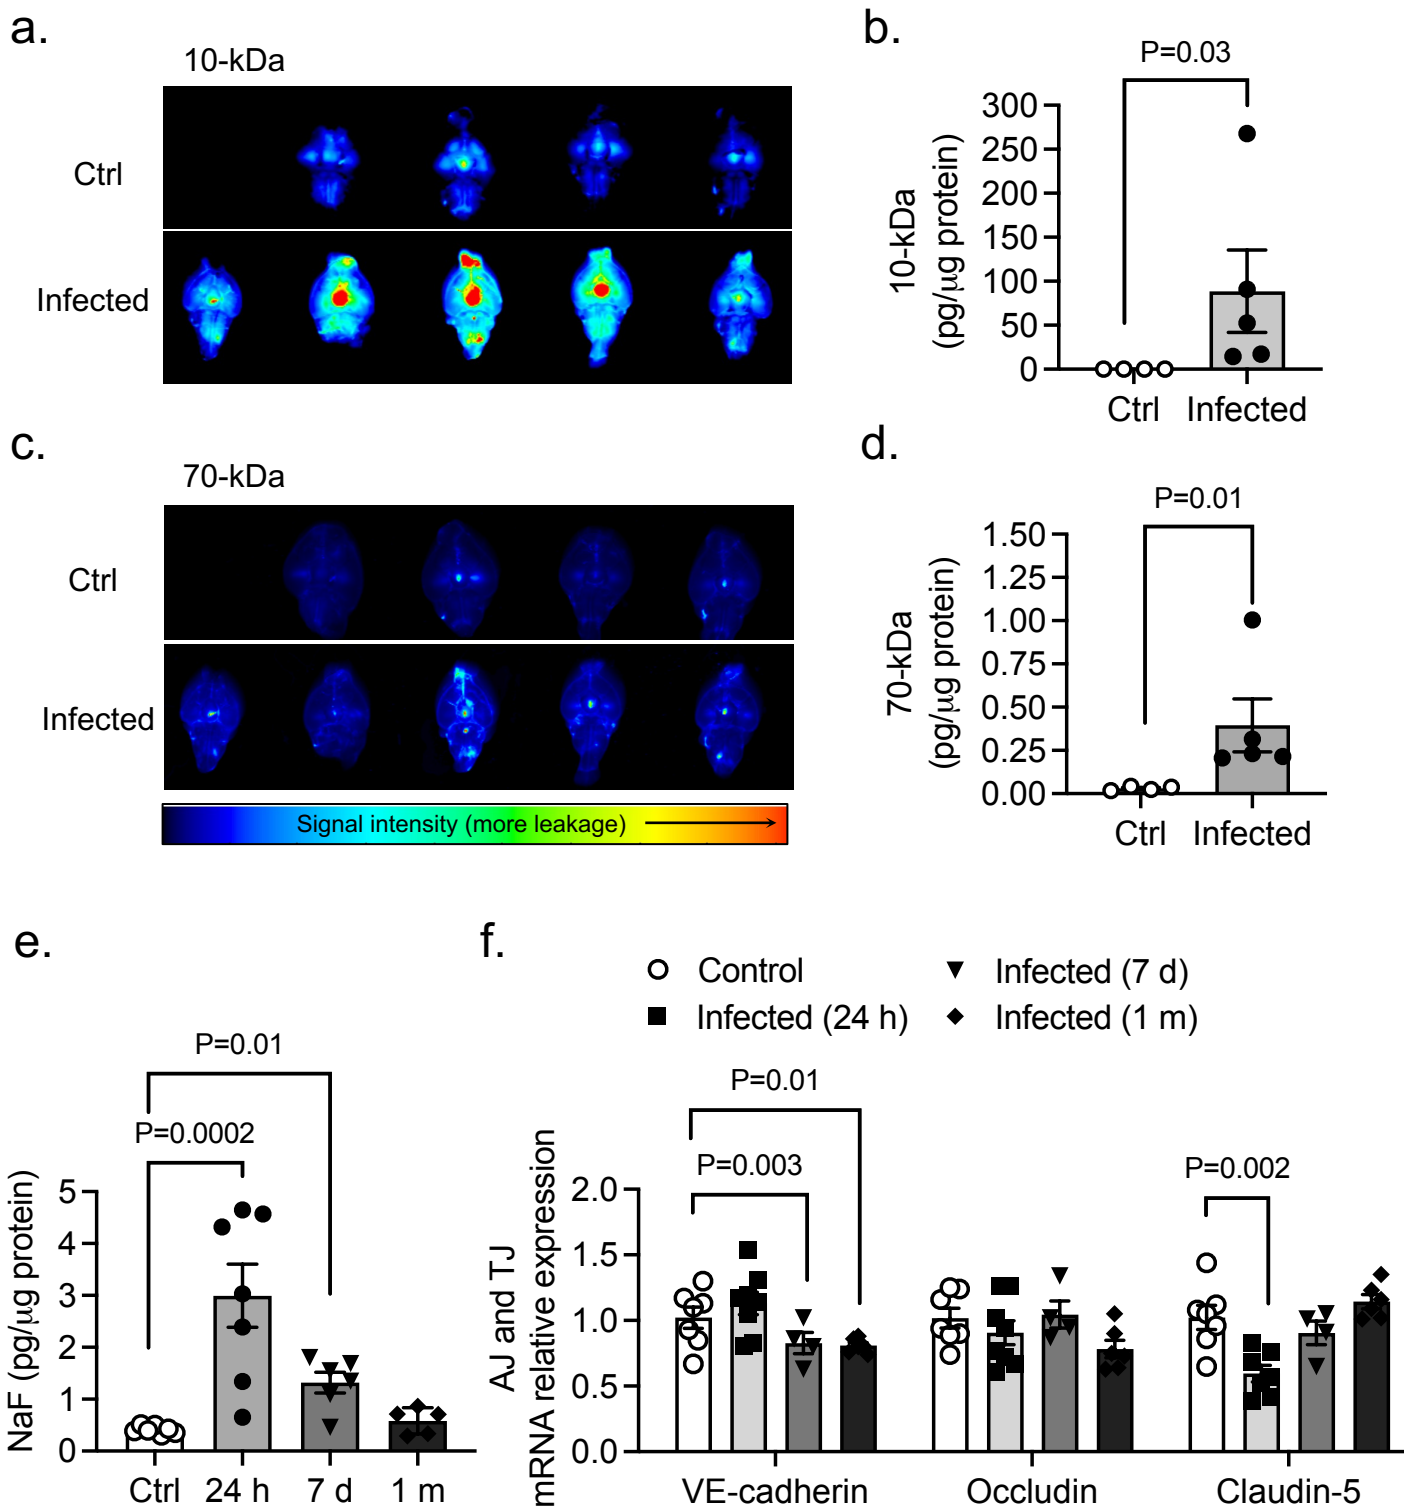 a.
10-kDa
Ctrl
Infected
b.
P=0.03
10-kDa
(pg/μg protein)
300
250
200
150
100
50
0
Ctrl Infected
c.
70-kDa
Ctrl
Infected
Signal intensity (more leakage)
d.
P=0.01
70-kDa
(pg/μg protein)
1.50
1.25
1.00
0.75
0.50
0.25
0.00
Ctrl Infected
e.
P=0.01
P=0.0002
NaF (pg/μg protein)
5
4
3
2
1
0
Ctrl 24 h 7 d 1 m
f.
Control
Infected (24 h)
Infected (7 d)
Infected (1 m)
P=0.01
P=0.003
P=0.002
AJ and TJ
mRNA relative expression
2.0
1.5
1.0
0.5
0.0
VE-cadherin Occludin Claudin-5